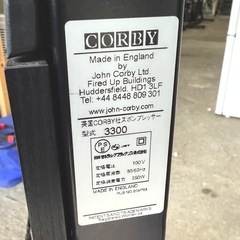 CORBY
Made in England
by
John Corby Ltd.
Fired Up Buildings
Huddersfield. HD1 3LF
Tel +44 8448 809 301
www.john-corby.com
英国CORBY社ズボンプレッサー
型式 3300
PS
E
定格電圧 100V
定格周波数 50/60Hz
定格消費電力
MADE IN ENGLAND